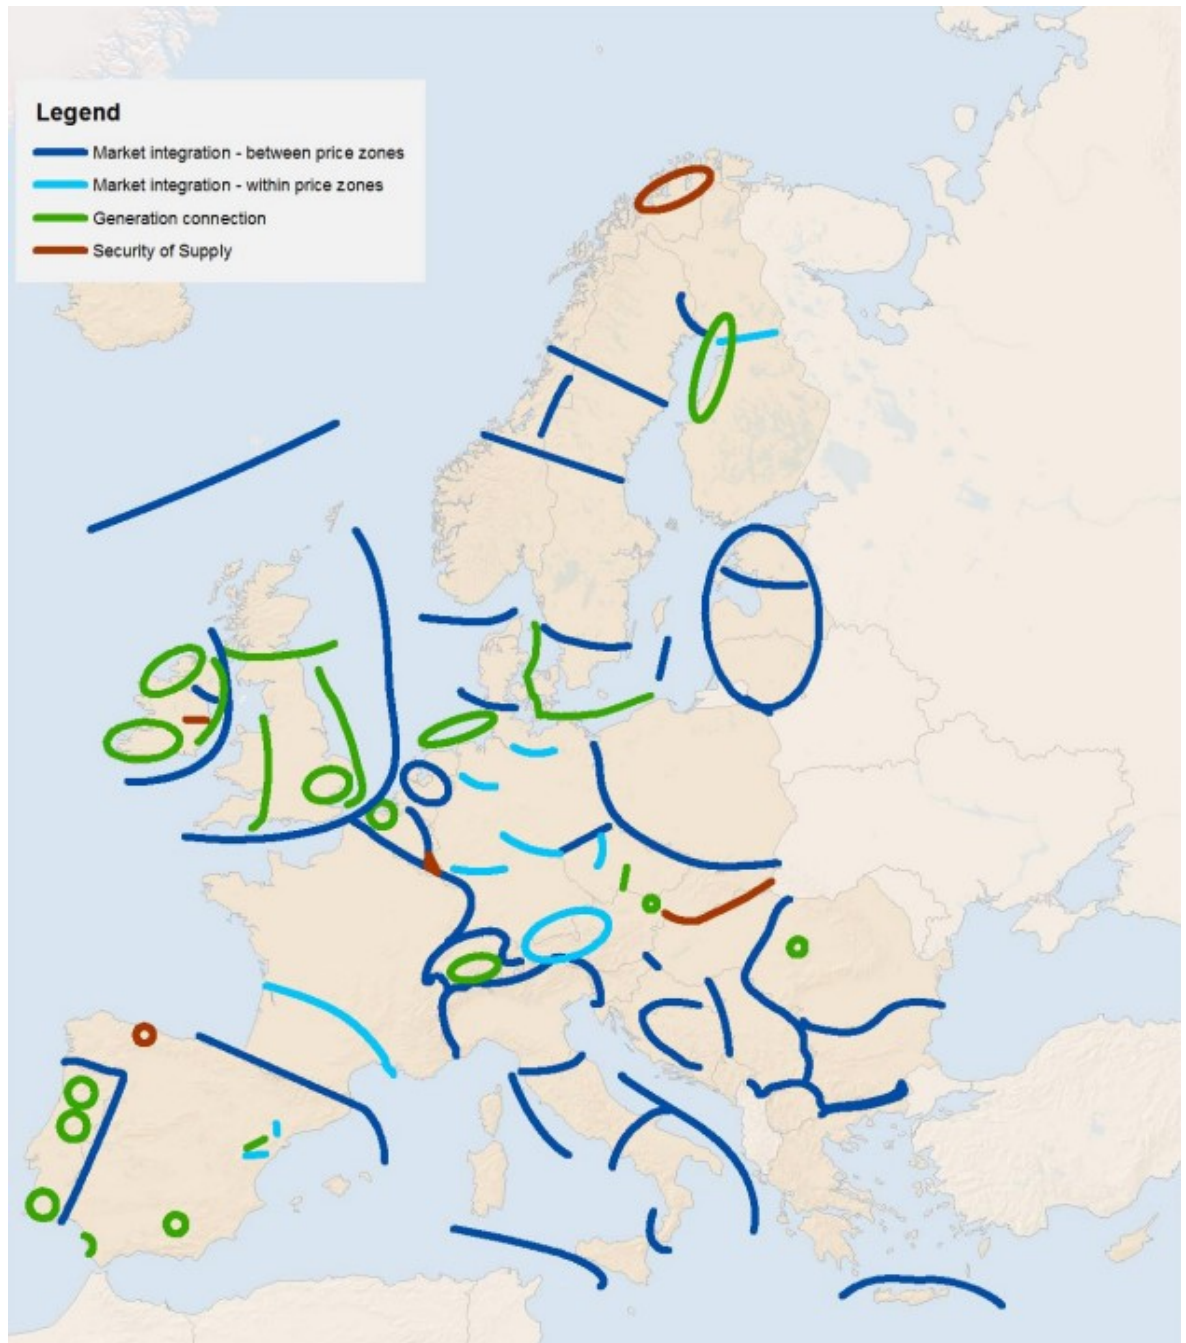 Legend
Market integration - between price zones
Market integration - within price zones
Generation connection
Security of Supply